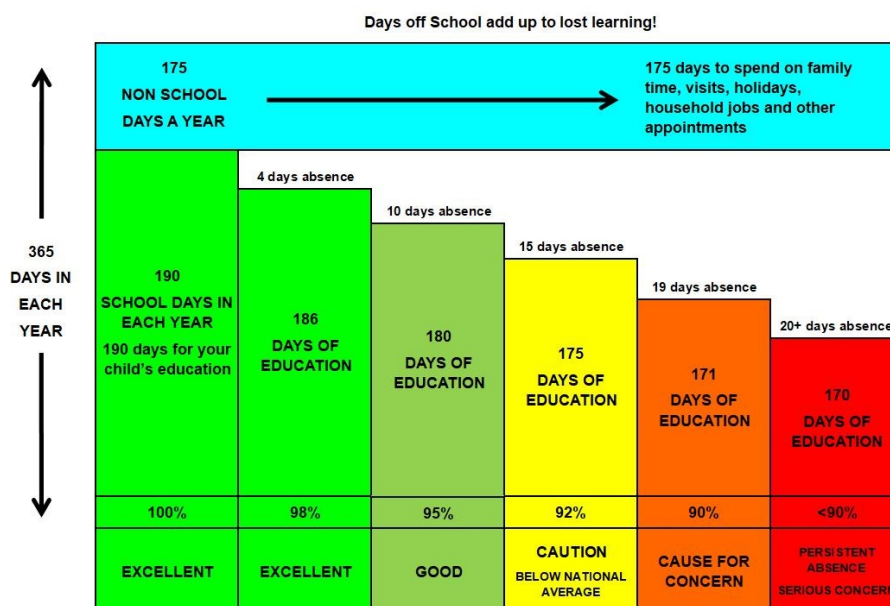 Days off School add up to lost learning!
175
NON SCHOOL
DAYS A YEAR
175 days to spend on family
time, visits, holidays,
household jobs and other
appointments
365
DAYS IN
EACH
YEAR
190
SCHOOL DAYS IN
EACH YEAR
190 days for your
child's education
4 days absence
186
DAYS OF
EDUCATION
10 days absence
180
DAYS OF
EDUCATION
15 days absence
175
DAYS OF
EDUCATION
19 days absence
171
DAYS OF
EDUCATION
20+ days absence
170
DAYS OF
EDUCATION
100%
98%
95%
92%
90%
<90%
EXCELLENT
EXCELLENT
GOOD
CAUTION
BELOW NATIONAL
AVERAGE
CAUSE FOR
CONCERN
PERSISTENT
ABSENCE
SERIOUS CONCERN